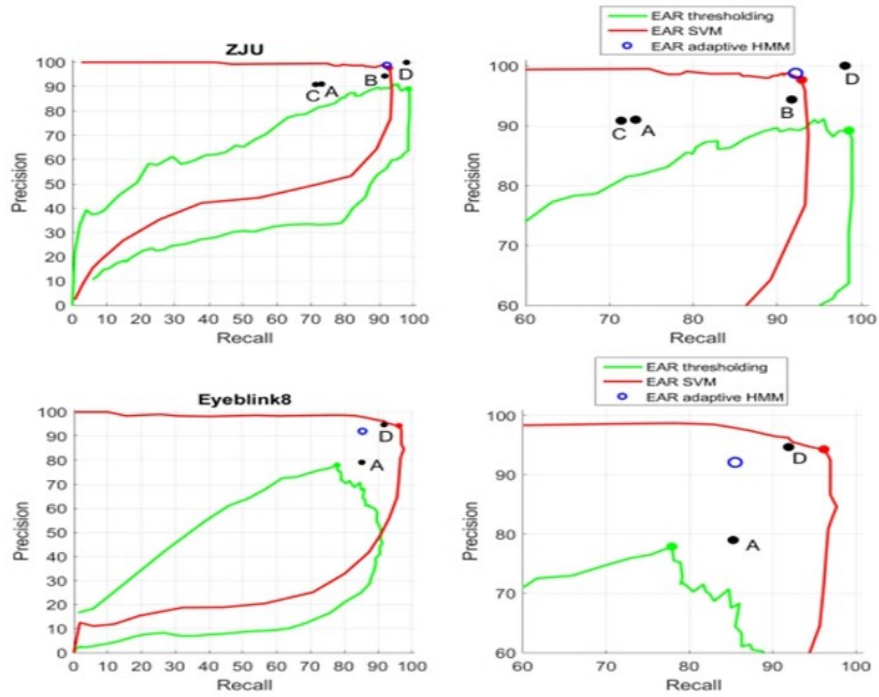 ZJU
100
90
80
70
60
50
40
30
20
10
0
Precision
0 10 20 30 40 50 60 70 80 90 100
Recall
C A B D
EAR thresholding
EAR SVM
EAR adaptive HMM
100
90
80
70
60
Precision
60 70 80 90 100
Recall
D
B
C A
Eyeblink8
100
90
80
70
60
50
40
30
20
10
0
Precision
0 10 20 30 40 50 60 70 80 90 100
Recall
D
A
EAR thresholding
EAR SVM
EAR adaptive HMM
100
90
80
70
60
Precision
60 70 80 90 100
Recall
D
A